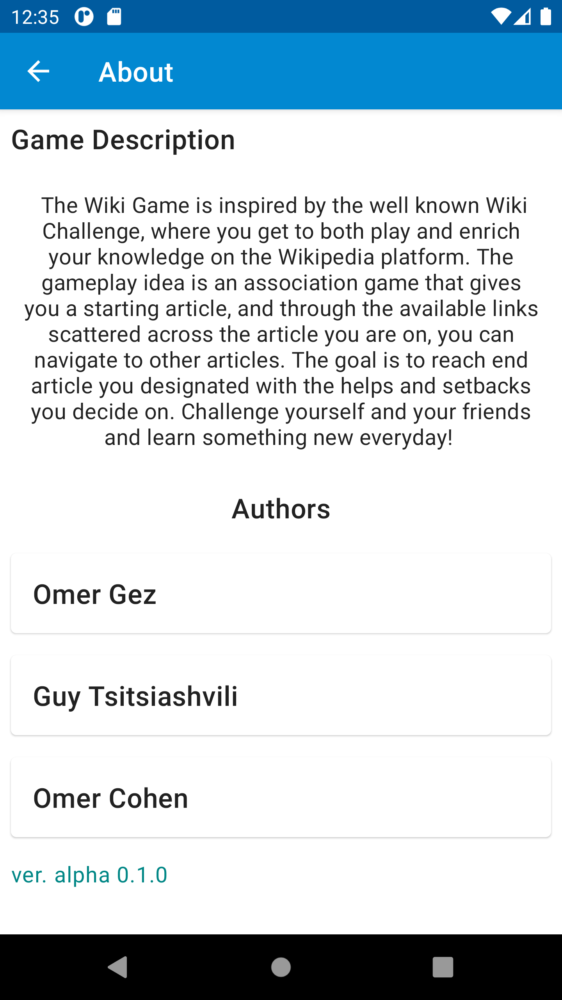 12:35
About
Game Description
The Wiki Game is inspired by the well known Wiki
Challenge, where you get to both play and enrich
your knowledge on the Wikipedia platform. The
gameplay idea is an association game that gives
you a starting article, and through the available links
scattered across the article you are on, you can
navigate to other articles. The goal is to reach end
article you designated with the helps and setbacks
you decide on. Challenge yourself and your friends
and learn something new everyday!
Authors
Omer Gez
Guy Tsitsiashvili
Omer Cohen
ver. alpha 0.1.0